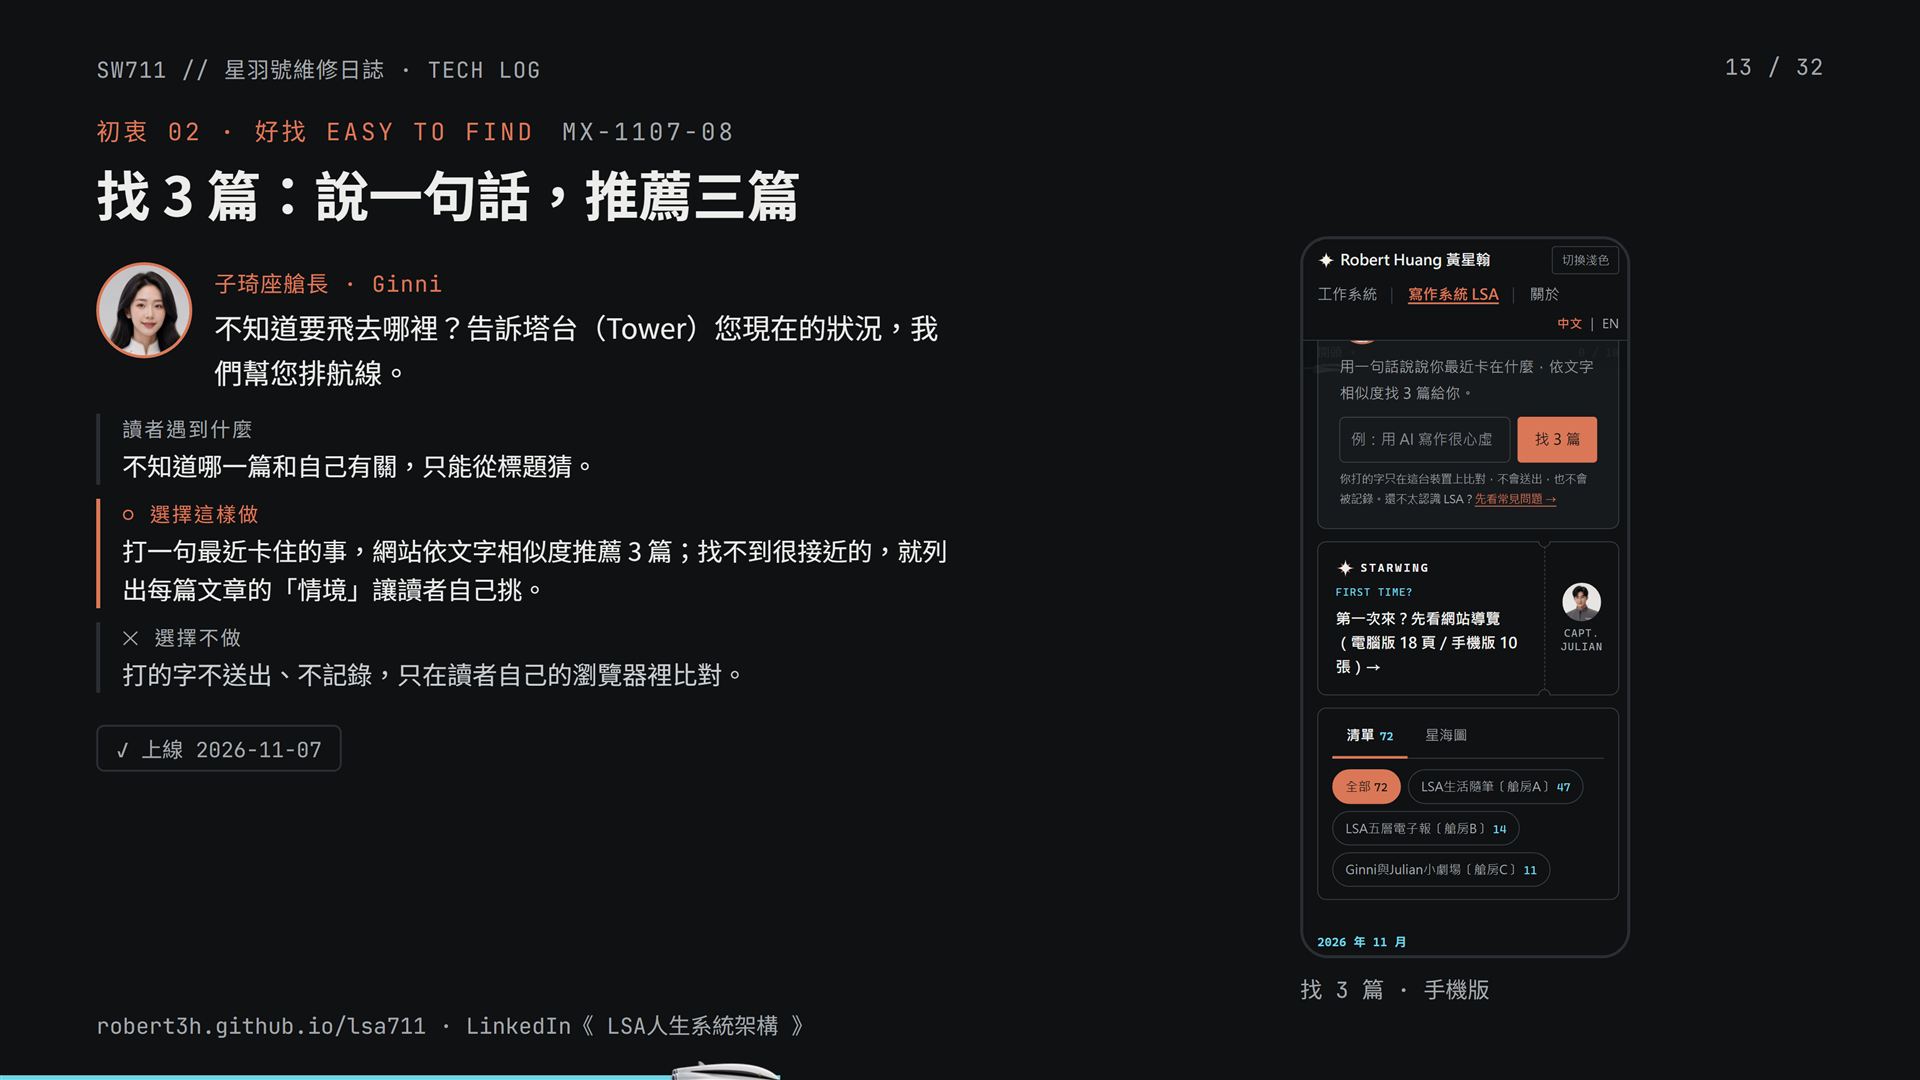 SW711 // 星羽號維修日誌 · TECH LOG
13 / 32
初衷 02 · 好找 EASY TO FIND MX-1107-08
找 3 篇：說一句話，推薦三篇
子琦座艙長 · Ginni
不知道要飛去哪裡？告訴塔台（Tower）您現在的狀況，我
們幫您排航線。
讀者遇到什麼
不知道哪一篇和自己有關，只能從標題猜。
○ 選擇這樣做
打一句最近卡住的事，網站依文字相似度推薦 3 篇；找不到很接近的，就列
出每篇文章的「情境」讓讀者自己挑。
× 選擇不做
打的字不送出、不記錄，只在讀者自己的瀏覽器裡比對。
✓ 上線 2026-11-07
Robert Huang 黃星翰
切換淺色
工作系統 | 寫作系統 LSA | 關於
中文 | EN
用一句話說說你最近卡在什麼，依文字
相似度找 3 篇給你。
例：用 AI 寫作很心虛
找 3 篇
你打的字只在這台裝置上比對，不會送出，也不會
被記錄。還不太認識 LSA？先看常見問題 →
STARWING
FIRST TIME?
第一次來？先看網站導覽
（電腦版 18 頁 / 手機版 10
張）→
CAPT.
JULIAN
清單 72
星海圖
全部 72
LSA生活隨筆〔艙房A〕 47
LSA五層電子報〔艙房B〕 14
Ginni與Julian小劇場〔艙房C〕 11
2026 年 11 月
找 3 篇 · 手機版
robert3h.github.io/lsa711 · LinkedIn《 LSA人生系統架構 》